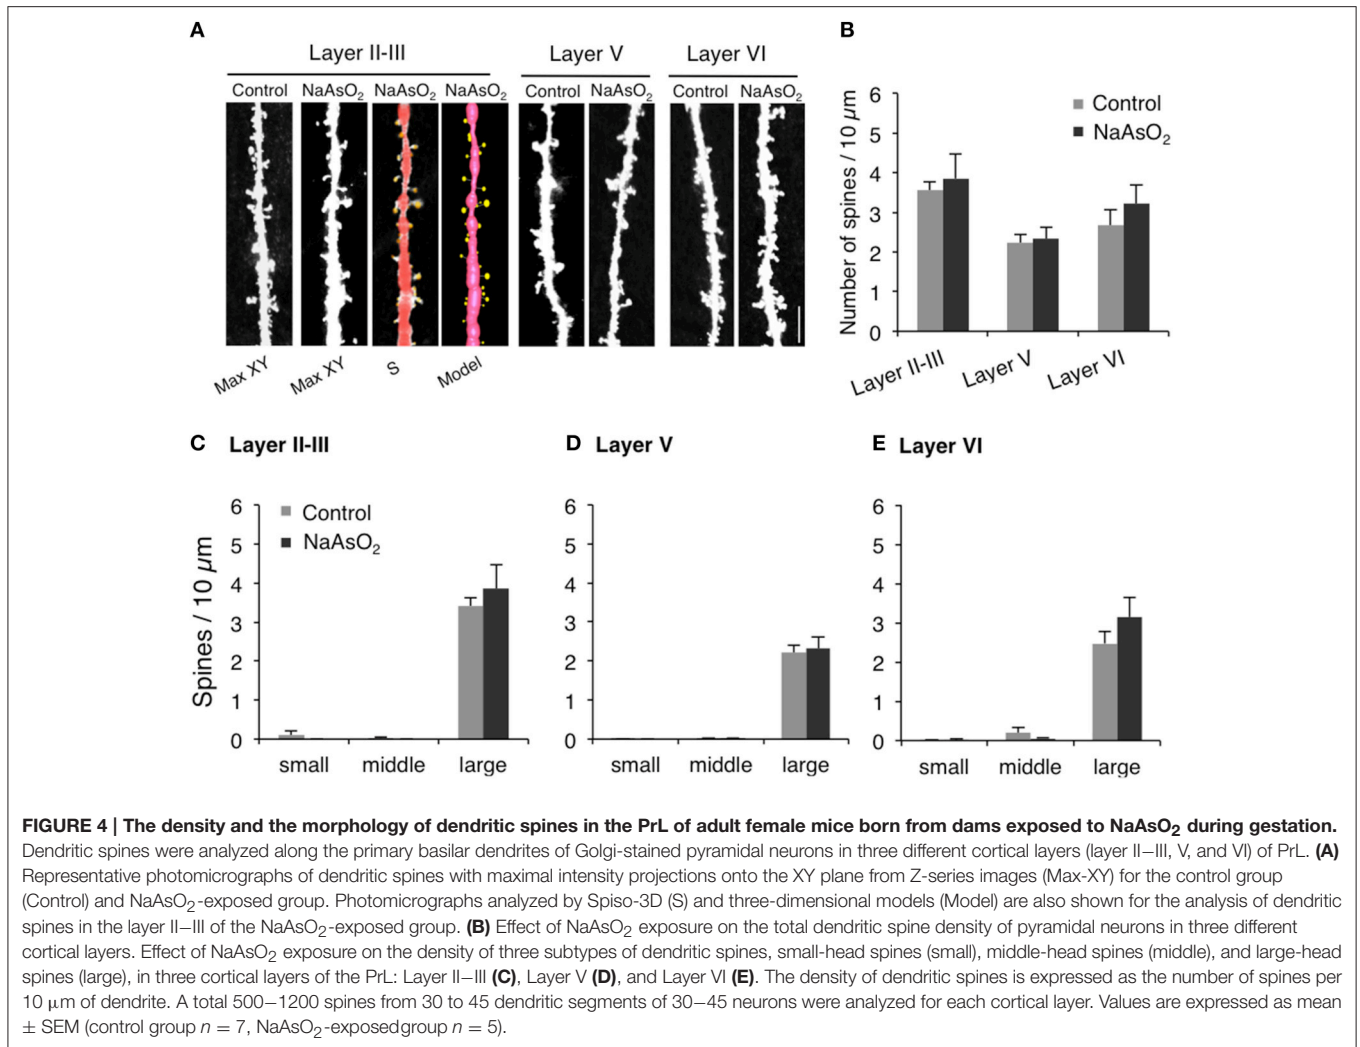 A
Layer II-III
Layer V
Layer VI
Control NaAsO₂ NaAsO₂ NaAsO₂ Control NaAsO₂ Control NaAsO₂
Max XY Max XY S Model
B
Number of spines / 10 µm
6
5
4
3
2
1
0
Control
NaAsO₂
Layer II-III Layer V Layer VI
C Layer II-III
Spines / 10 µm
6
5
4
3
2
1
0
Control
NaAsO₂
small middle large
D Layer V
6
5
4
3
2
1
0
small middle large
E Layer VI
6
5
4
3
2
1
0
small middle large
FIGURE 4 | The density and the morphology of dendritic spines in the PrL of adult female mice born from dams exposed to NaAsO₂ during gestation.
Dendritic spines were analyzed along the primary basilar dendrites of Golgi-stained pyramidal neurons in three different cortical layers (layer II–III, V, and VI) of PrL. (A)
Representative photomicrographs of dendritic spines with maximal intensity projections onto the XY plane from Z-series images (Max-XY) for the control group
(Control) and NaAsO₂-exposed group. Photomicrographs analyzed by Spiso-3D (S) and three-dimensional models (Model) are also shown for the analysis of dendritic
spines in the layer II–III of the NaAsO₂-exposed group. (B) Effect of NaAsO₂ exposure on the total dendritic spine density of pyramidal neurons in three different
cortical layers. Effect of NaAsO₂ exposure on the density of three subtypes of dendritic spines, small-head spines (small), middle-head spines (middle), and large-head
spines (large), in three cortical layers of the PrL: Layer II–III (C), Layer V (D), and Layer VI (E). The density of dendritic spines is expressed as the number of spines per
10 µm of dendrite. A total 500–1200 spines from 30 to 45 dendritic segments of 30–45 neurons were analyzed for each cortical layer. Values are expressed as mean
± SEM (control group n = 7, NaAsO₂-exposedgroup n = 5).